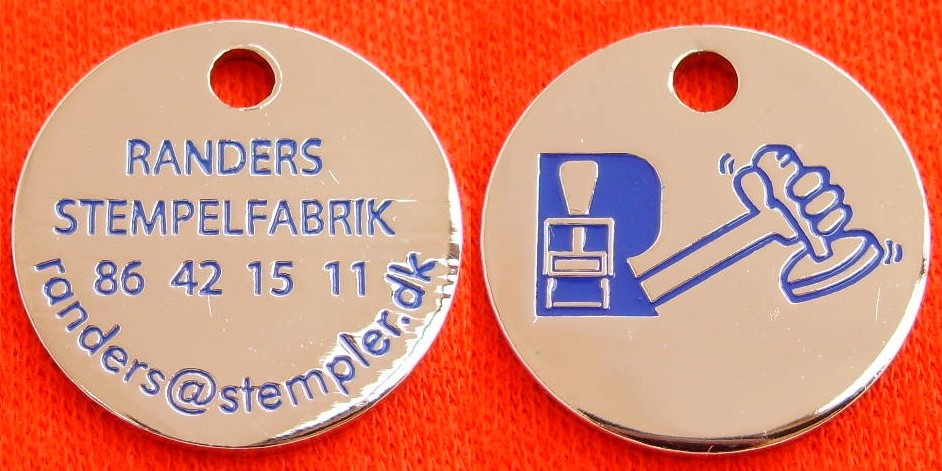 RANDERS
STEMPELFABRIK
86 42 15 11
randers@stempler.dk
R